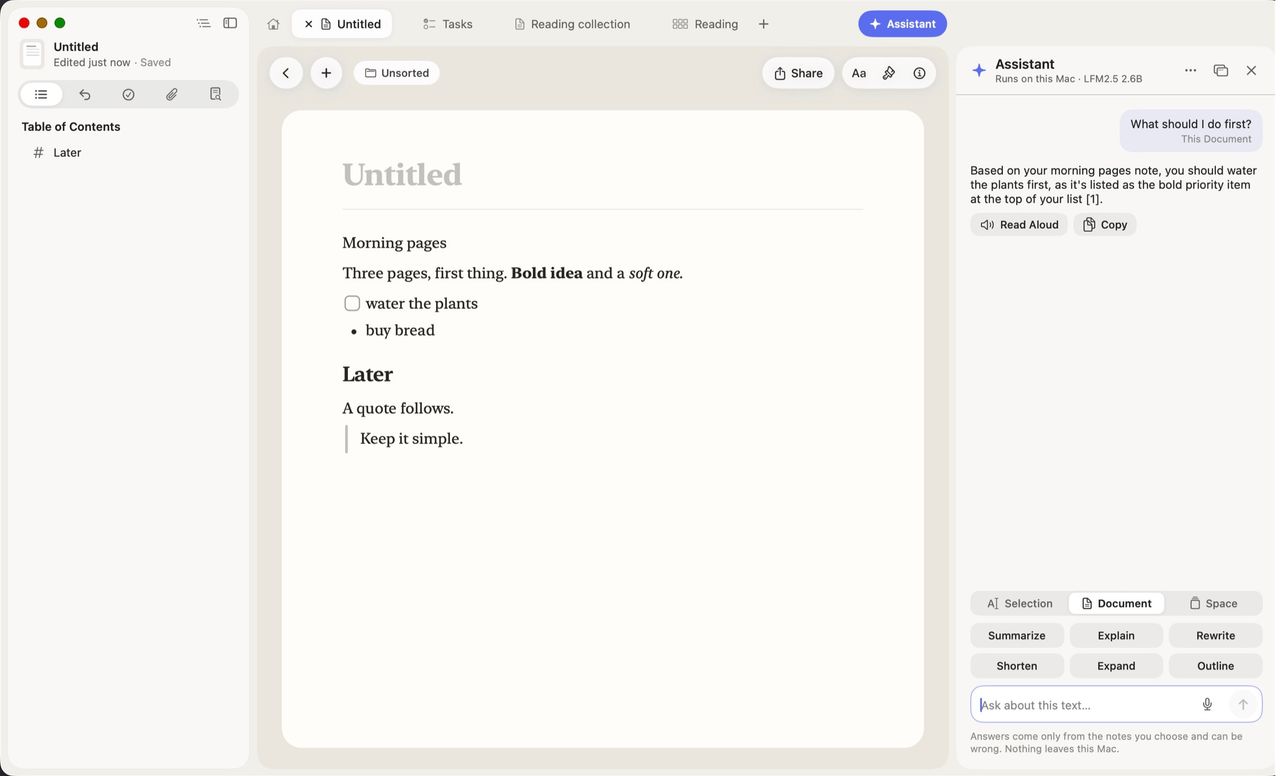 Untitled
Edited just now · Saved
Table of Contents
# Later
Untitled
Tasks
Reading collection
Reading
Assistant
Unsorted
Share
Aa
Untitled
Morning pages
Three pages, first thing. Bold idea and a soft one.
water the plants
• buy bread
Later
A quote follows.
Keep it simple.
Assistant
Runs on this Mac · LFM2.5 2.6B
What should I do first?
This Document
Based on your morning pages note, you should water
the plants first, as it's listed as the bold priority item
at the top of your list [1].
Read Aloud
Copy
Selection
Document
Space
Summarize
Explain
Rewrite
Shorten
Expand
Outline
Ask about this text...
Answers come only from the notes you choose and can be
wrong. Nothing leaves this Mac.